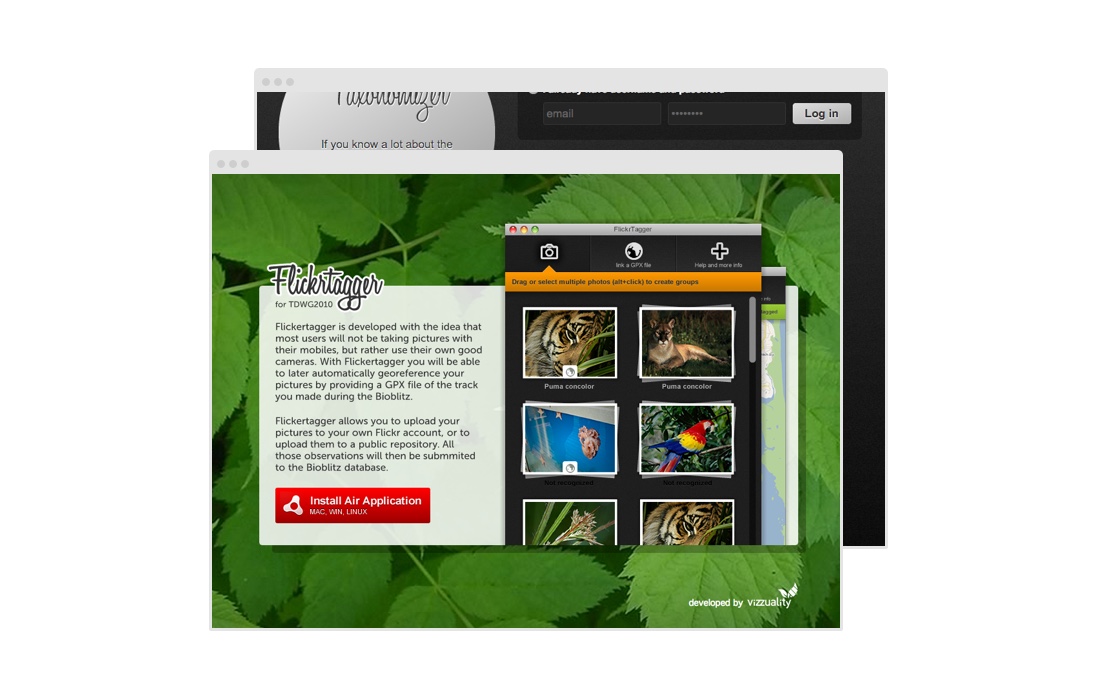 Taxonomizer
I already have username and password
email
Log in
If you know a lot about the
FlickrTagger
link a GPX file
Help and more info
Drag or select multiple photos (alt+click) to create groups
Flickrtagger
for TDWG2010
Flickertagger is developed with the idea that
most users will not be taking pictures with
their mobiles, but rather use their own good
cameras. With Flickertagger you will be able
to later automatically georeference your
pictures by providing a GPX file of the track
you made during the Bioblitz.
Flickertagger allows you to upload your
pictures to your own Flickr account, or to
upload them to a public repository. All
those observations will then be submmited
to the Bioblitz database.
Install Air Application
MAC, WIN, LINUX
Puma concolor
Puma concolor
Not recognized
Not recognized
developed by vizzuality